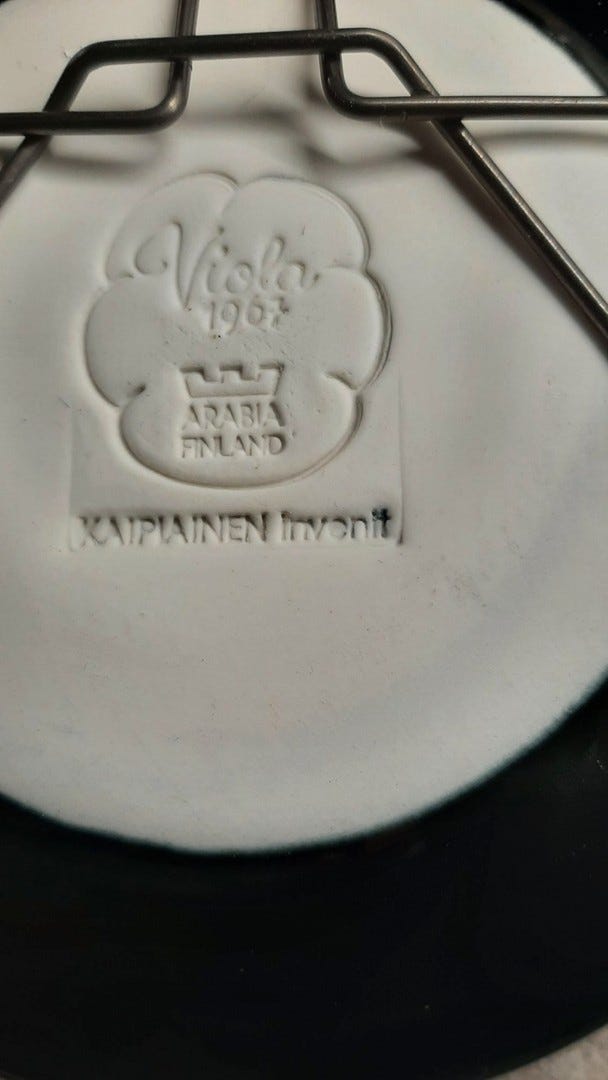 Viola
1967
ARABIA
FINLAND
KAIPIAINEN invenit